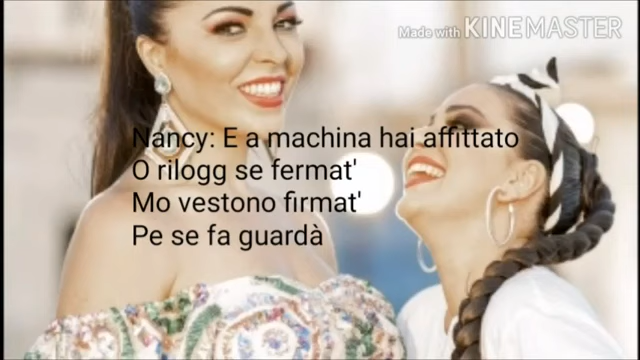 Made with KINEMASTER
Nancy: E a machina hai affittato
O rilogg se fermat'
Mo vestono firmat'
Pe se fa guardà